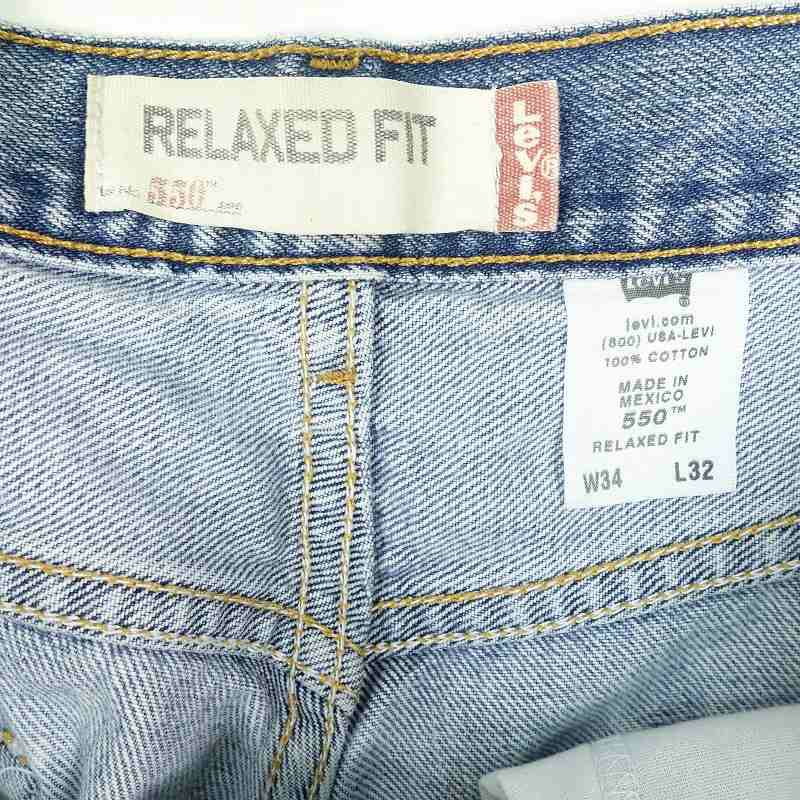 RELAXED FIT
550™
Levi's®
Levi's
®
levi.com
(800) USA-LEVI
100% COTTON
MADE IN
MEXICO
550™
RELAXED FIT
W34 L32